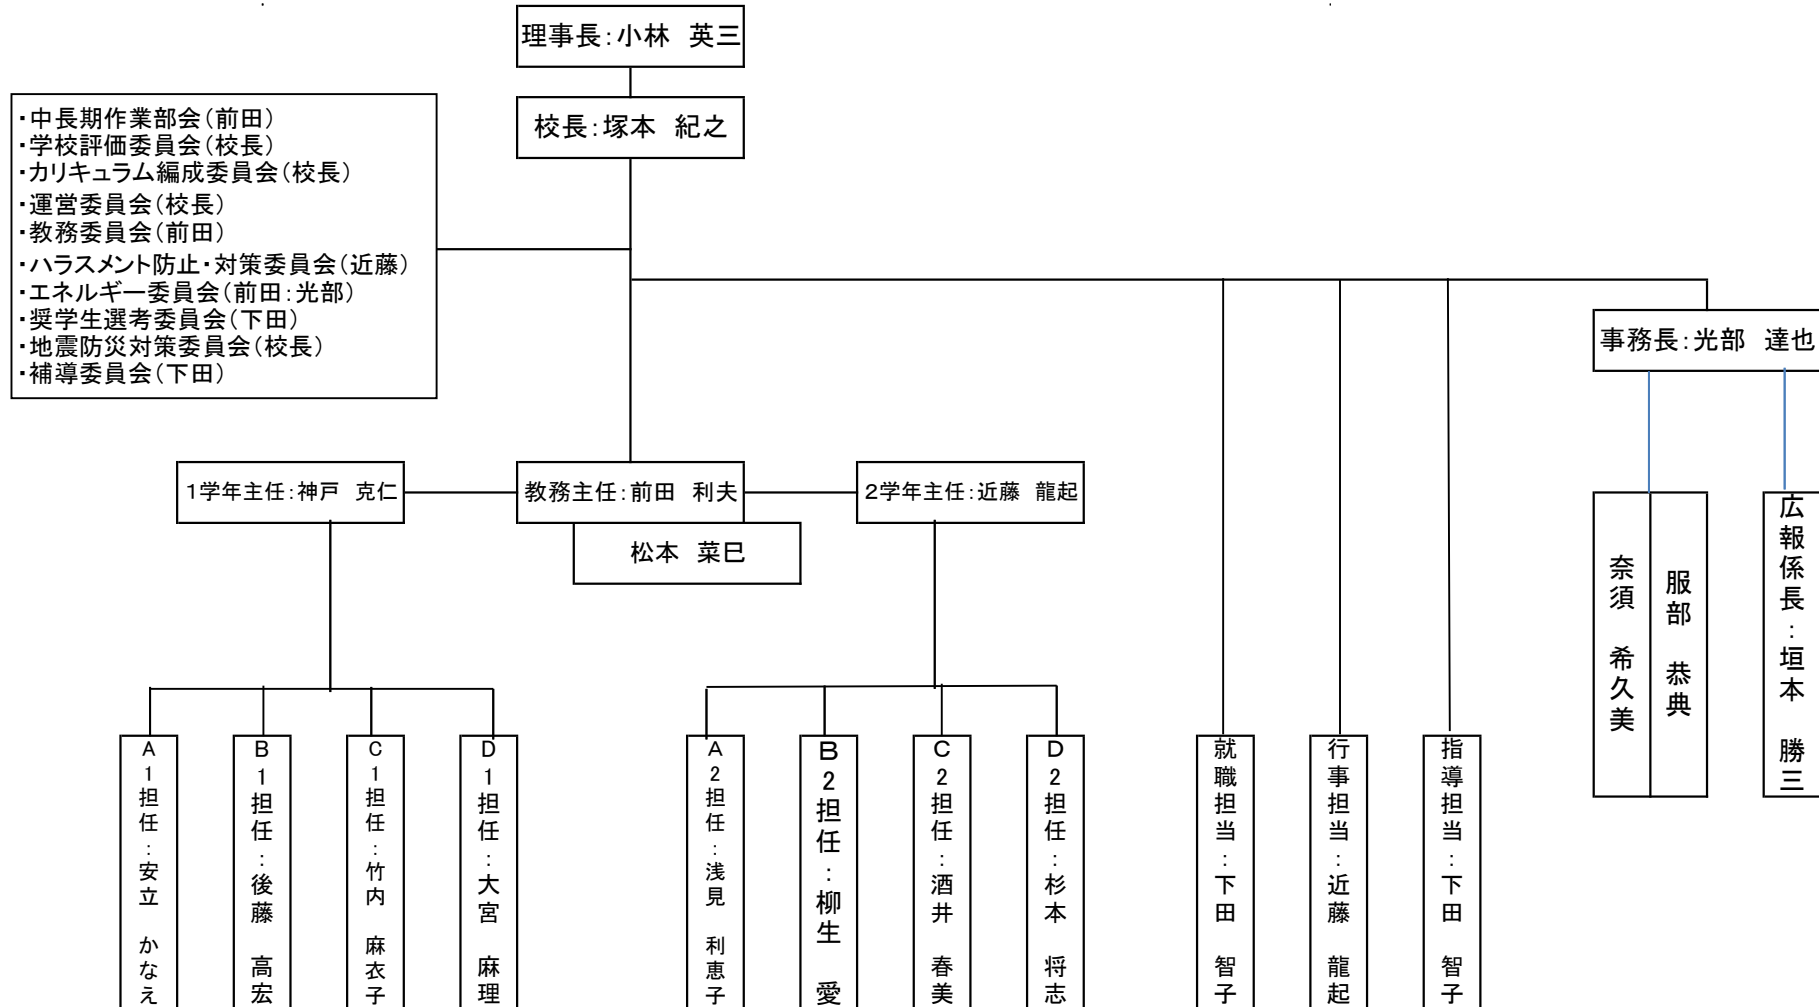 理事長:小林　英三
校長:塚本　紀之
・中長期作業部会(前田)
・学校評価委員会(校長)
・カリキュラム編成委員会(校長)
・運営委員会(校長)
・教務委員会(前田)
・ハラスメント防止・対策委員会(近藤)
・エネルギー委員会(前田:光部)
・奨学生選考委員会(下田)
・地震防災対策委員会(校長)
・補導委員会(下田)
事務長:光部　達也
1学年主任:神戸　克仁
教務主任:前田　利夫
2学年主任:近藤　龍起
松本　菜巳
奈須　希久美
服部　恭典
広報係長:垣本　勝三
A1担任:安立　かなえ
B1担任:後藤　高宏
C1担任:竹内　麻衣子
D1担任:大宮　麻理
A2担任:浅見　利恵子
B2担任:柳生　愛
C2担任:酒井　春美
D2担任:杉本　将志
就職担当:下田　智子
行事担当:近藤　龍起
指導担当:下田　智子